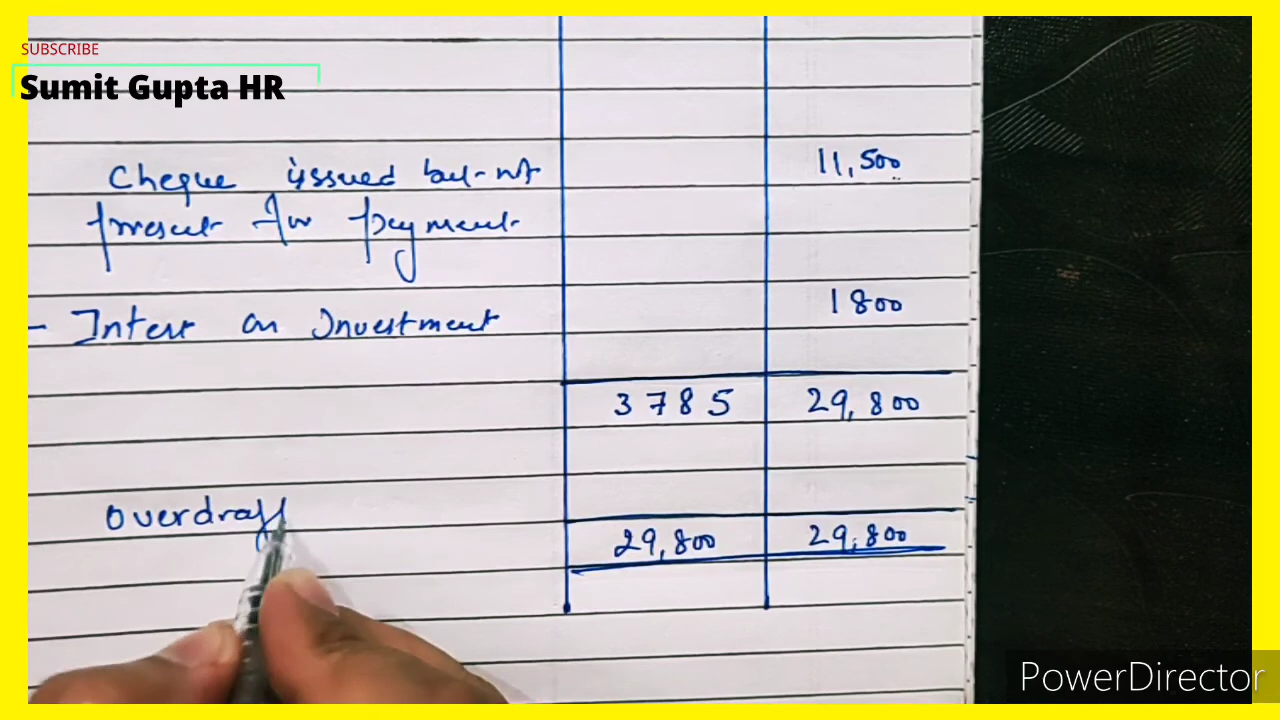 SUBSCRIBE
Sumit Gupta HR
Cheque issued but not 11,500
present for payment
- Interst on Investment 1800
3785 29,800
Overdraft
29,800 29,800
PowerDirector